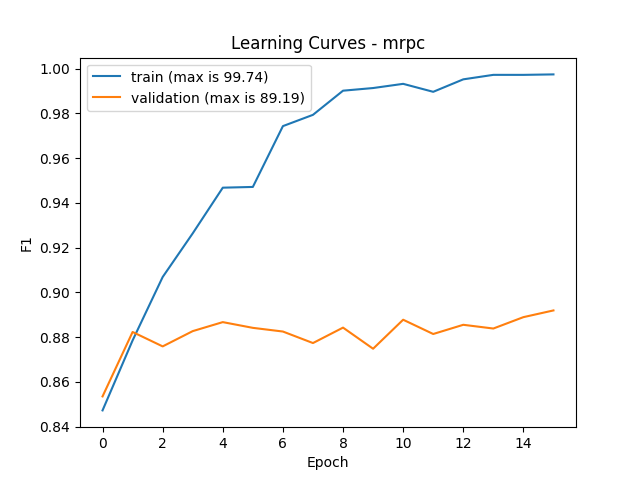 Learning Curves - mrpc
train (max is 99.74)
validation (max is 89.19)
F1
1.00
0.98
0.96
0.94
0.92
0.90
0.88
0.86
0.84
0 2 4 6 8 10 12 14
Epoch